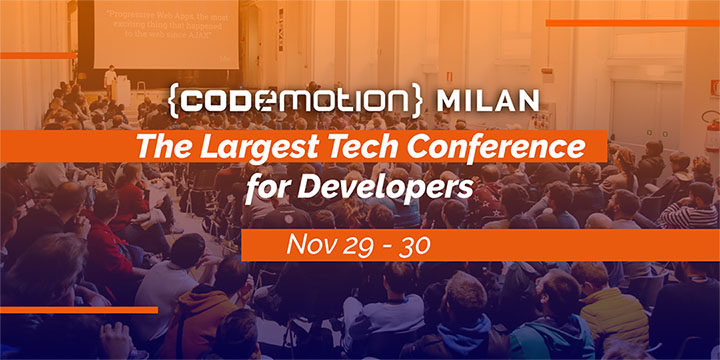 "Progressive Web Apps, the most
exciting thing that happened
to the web since AJAX"
{CODEMOTION} MILAN
The Largest Tech Conference
for Developers
Nov 29 - 30